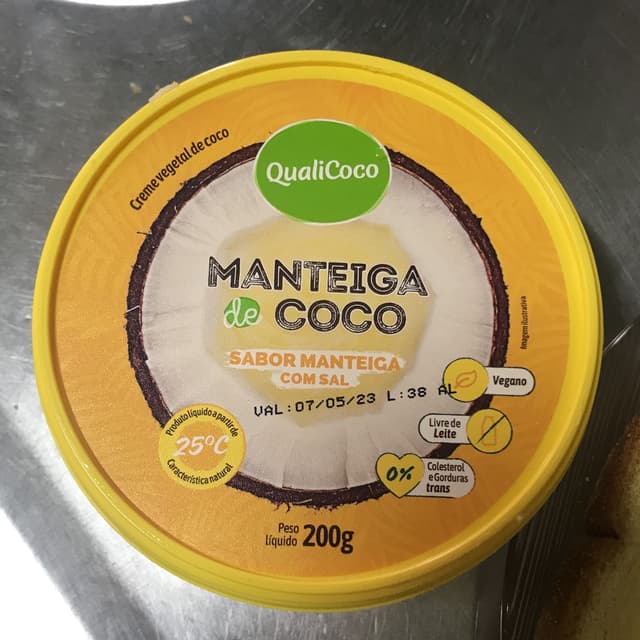 Creme vegetal de coco
QualiCoco
MANTEIGA
de COCO
SABOR MANTEIGA
COM SAL
VAL:07/05/23 L:38 AL
Imagem ilustrativa
Vegano
Livre de
Leite
0%
Colesterol
e Gorduras
trans
Produto líquido a partir de
25°C
Característica natural
Peso
líquido 200g